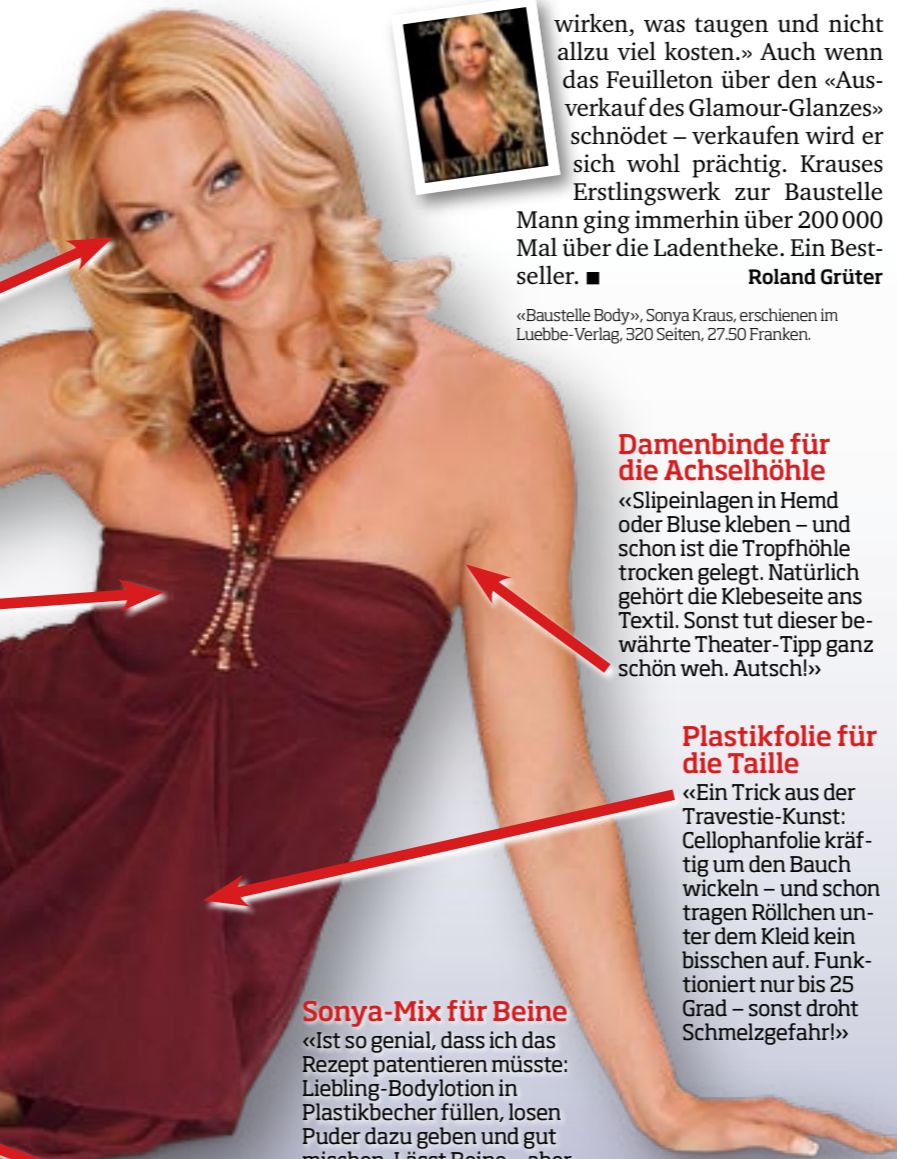 wirken, was taugen und nicht
allzu viel kosten.» Auch wenn
das Feuilleton über den «Aus-
verkauf des Glamour-Glanzes»
schnödet – verkaufen wird er
sich wohl prächtig. Krauses
Erstlingswerk zur Baustelle
Mann ging immerhin über 200 000
Mal über die Ladentheke. Ein Best-
seller. ■ Roland Grüter
«Baustelle Body», Sonya Kraus, erschienen im
Luebbe-Verlag, 320 Seiten, 27.50 Franken.
BAUSTELLE BODY
Damenbinde für
die Achselhöhle
«Slipeinlagen in Hemd
oder Bluse kleben – und
schon ist die Tropfhöhle
trocken gelegt. Natürlich
gehört die Klebeseite ans
Textil. Sonst tut dieser be-
währte Theater-Tipp ganz
schön weh. Autsch!»
Plastikfolie für
die Taille
«Ein Trick aus der
Travestie-Kunst:
Cellophanfolie kräf-
tig um den Bauch
wickeln – und schon
tragen Röllchen un-
ter dem Kleid kein
bisschen auf. Funk-
tioniert nur bis 25
Grad – sonst droht
Schmelzgefahr!»
Sonya-Mix für Beine
«Ist so genial, dass ich das
Rezept patentieren müsste:
Liebling-Bodylotion in
Plastikbecher füllen, losen
Puder dazu geben und gut
mischen. Lässt Beine – aber